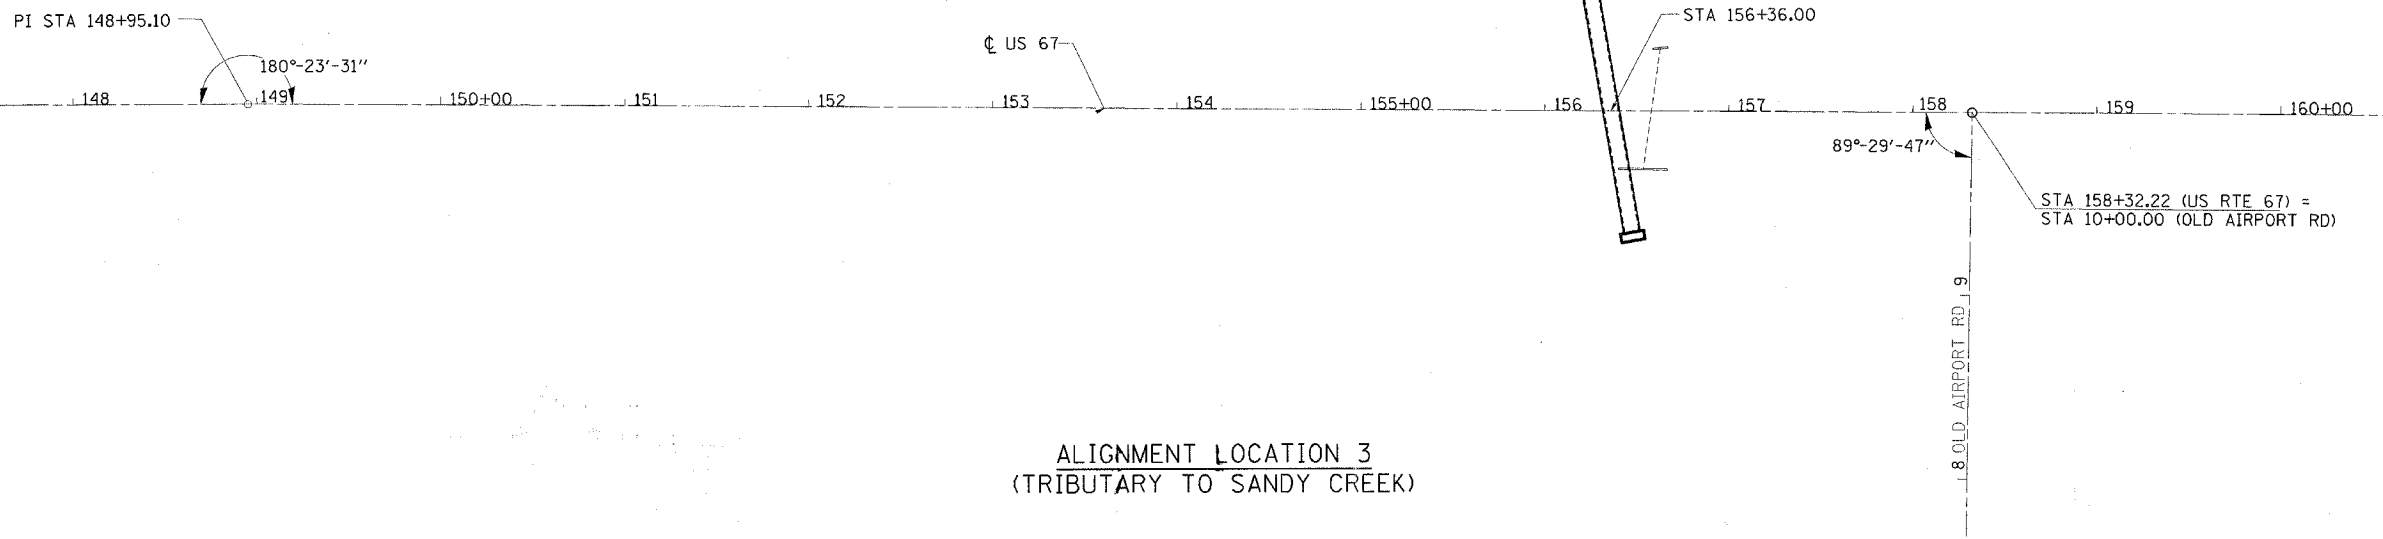 PI STA 148+95.10
180°-23'-31"
℄ US 67
STA 156+36.00
148 149 150+00 151 152 153 154 155+00 156 157 158 159 160+00
89°-29'-47"
STA 158+32.22 (US RTE 67) =
STA 10+00.00 (OLD AIRPORT RD)
8 OLD AIRPORT RD 9
ALIGNMENT LOCATION 3
(TRIBUTARY TO SANDY CREEK)